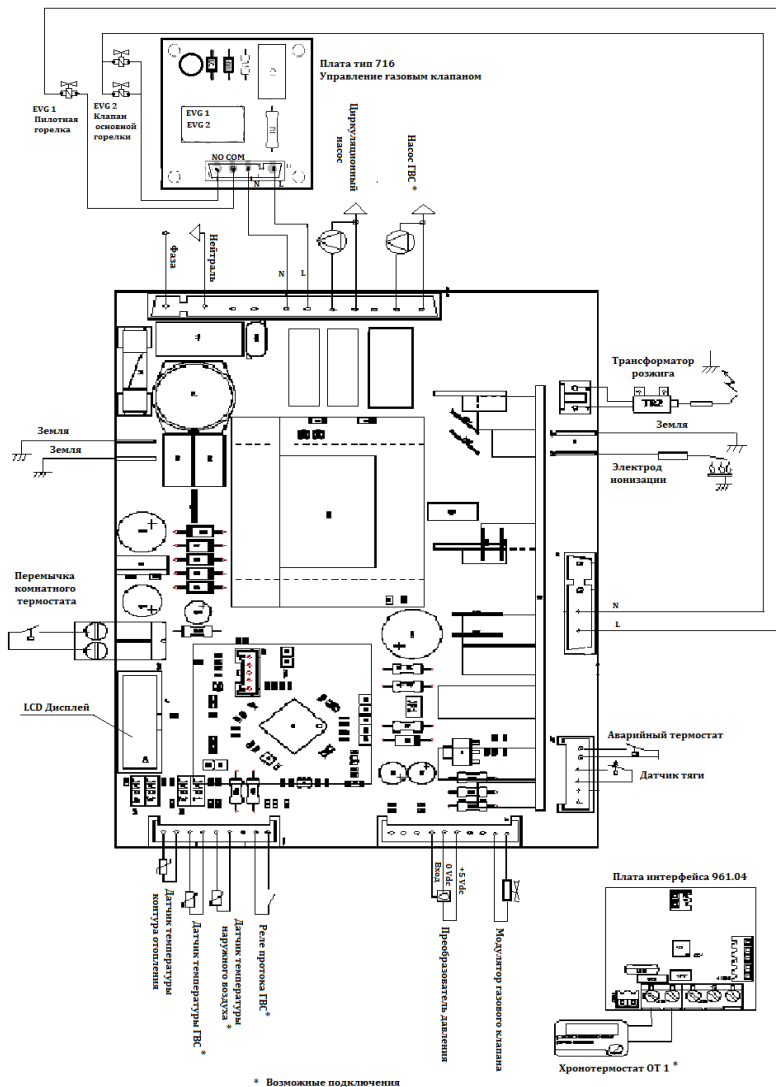 Плата тип 716
Управление газовым клапаном
EVG 1
Пилотная
горелка
EVG 2
Клапан
основной
горелки
EVG 1
EVG 2
NO COM
N
L
Циркуляционный
насос
Насос ГВС *
Фаза
Нейтраль
N
L
Трансформатор
розжига
TR2
Земля
Земля
Земля
Электрод
ионизации
Перемычка
комнатного
термостата
N
L
LCD Дисплей
Аварийный термостат
Датчик тяги
Датчик температуры
контура отопления
Датчик температуры ГВС *
Датчик температуры
наружного воздуха *
Реле протока ГВС *
Вход
0 Vdc
+5 Vdc
Преобразователь давления
Модулятор газового клапана
Плата интерфейса 961.04
Хронотермостат ОТ 1 *
* Возможные подключения